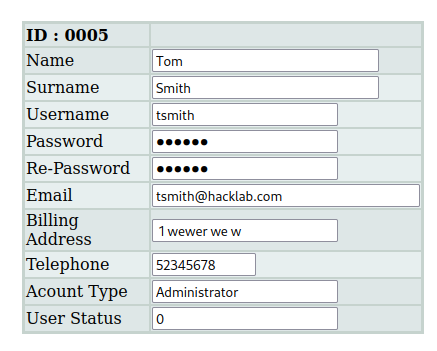 ID : 0005
Name Tom
Surname Smith
Username tsmith
Password ●●●●●●
Re-Password ●●●●●●
Email tsmith@hacklab.com
Billing
Address 1 wewer we w
Telephone 52345678
Acount Type Administrator
User Status 0